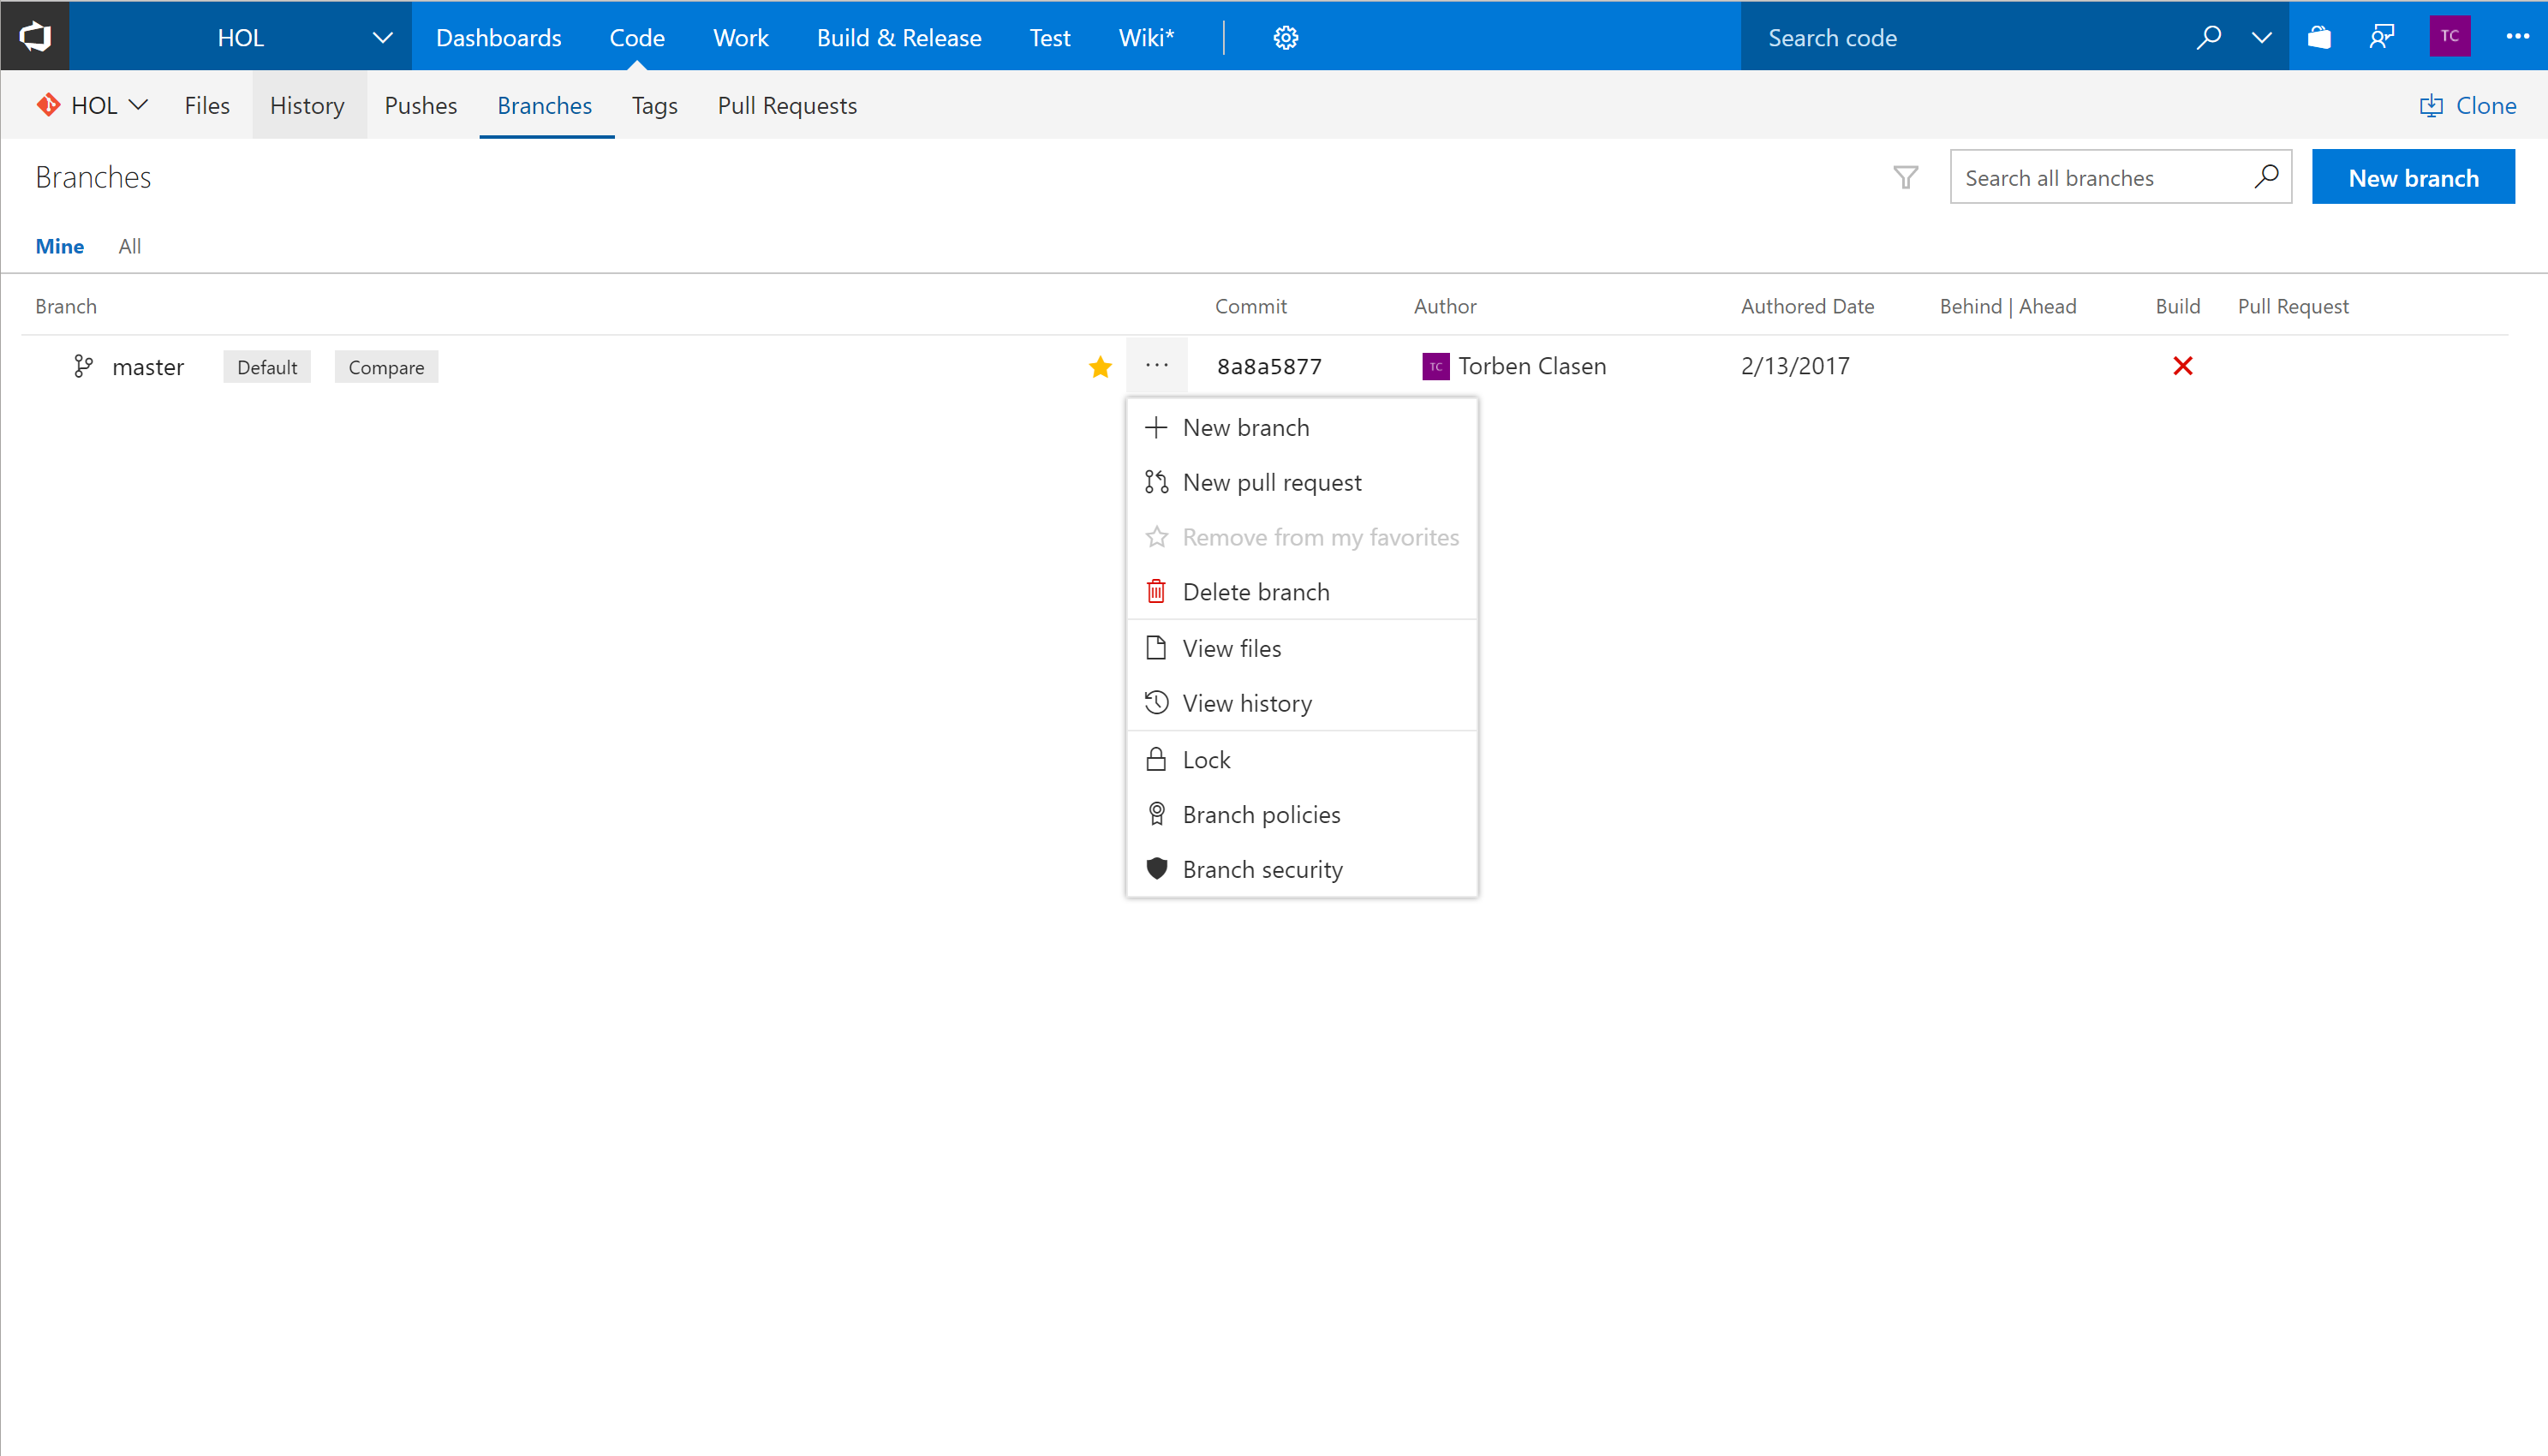 HOL Dashboards Code Work Build & Release Test Wiki* Search code TC
HOL Files History Pushes Branches Tags Pull Requests Clone
Branches Search all branches New branch
Mine All
Branch Commit Author Authored Date Behind | Ahead Build Pull Request
master Default Compare ... 8a8a5877 TC Torben Clasen 2/13/2017
New branch
New pull request
Remove from my favorites
Delete branch
View files
View history
Lock
Branch policies
Branch security